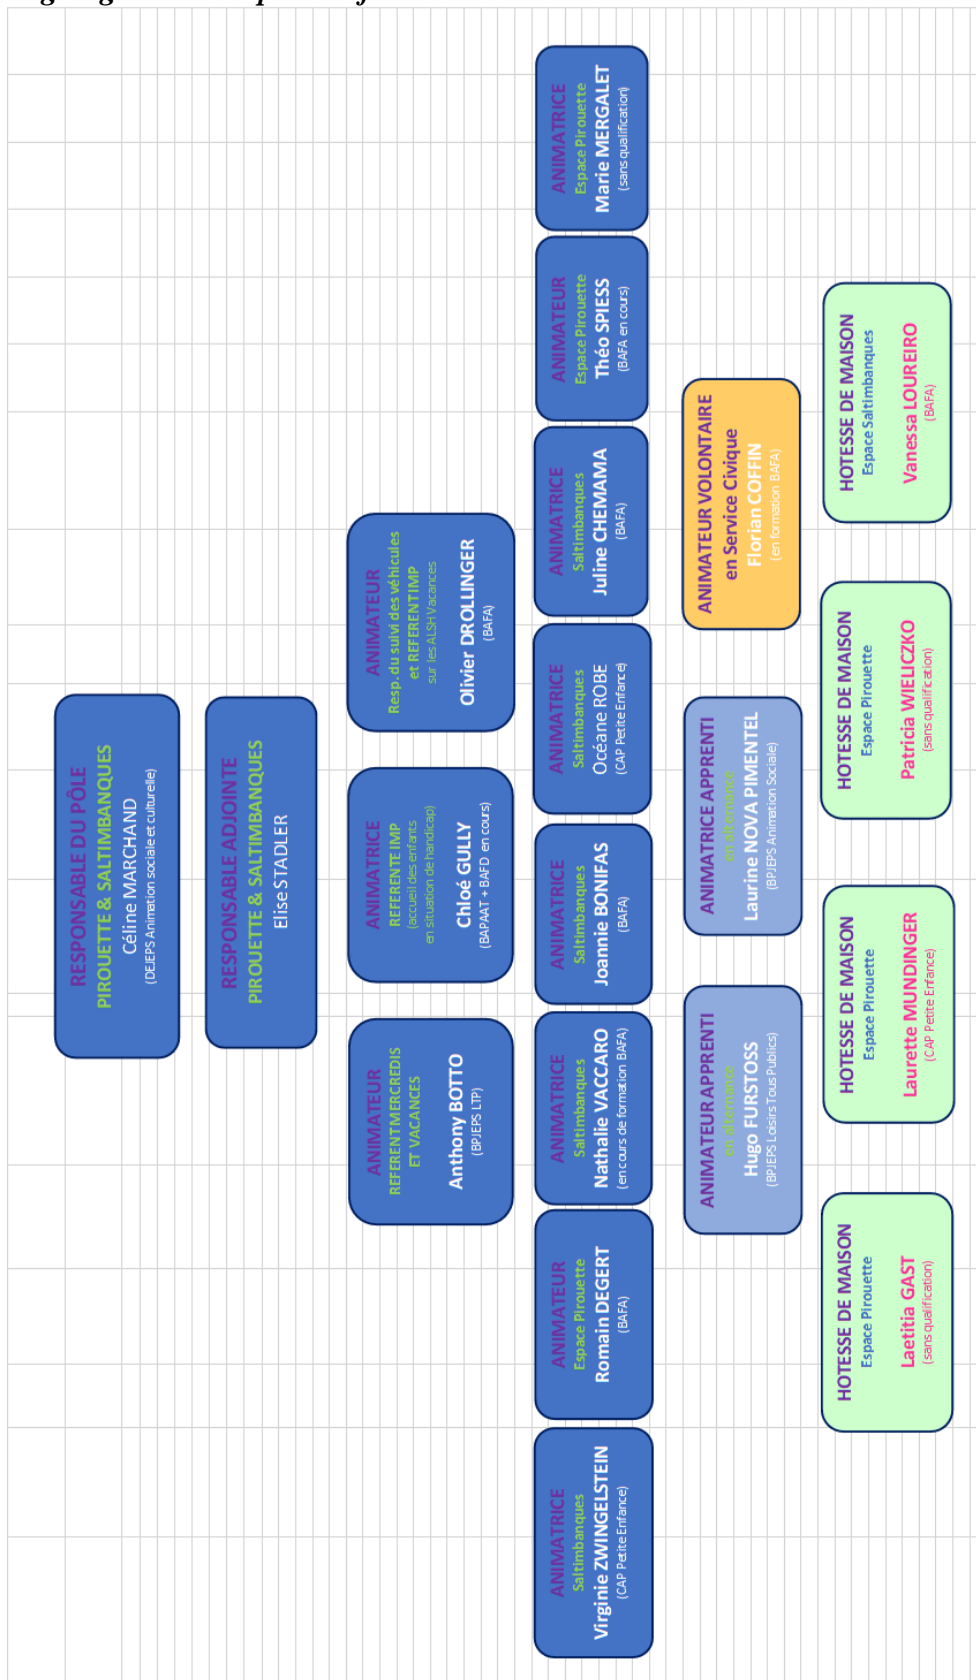 RESPONSABLE DU PÔLE
PIROUETTE & SALTIMBANQUES
Céline MARCHAND
(DEJEPS Animation sociale et culturelle)
RESPONSABLE ADJOINTE
PIROUETTE & SALTIMBANQUES
Elise STADLER
ANIMATEUR
REFERENT MERCREDIS
ET VACANCES
Anthony BOTTO
(BPJEPS LTP)
ANIMATRICE
REFERENTE IMP
(accueil des enfants
en situation de handicap)
Chloé GULLY
(BAPAAT + BAFD en cours)
ANIMATEUR
Resp. du suivi des véhicules
et REFERENT IMP
sur les ALSH Vacances
Olivier DROLLINGER
(BAFA)
ANIMATRICE
Saltimbanques
Virginie ZWINGELSTEIN
(CAP Petite Enfance)
ANIMATEUR
Espace Pirouette
Romain DEGERT
(BAFA)
ANIMATRICE
Saltimbanques
Nathalie VACCARO
(en cours de formation BAFA)
ANIMATRICE
Saltimbanques
Joannie BONIFAS
(BAFA)
ANIMATRICE
Saltimbanques
Océane ROBE
(CAP Petite Enfance)
ANIMATRICE
Saltimbanques
Juline CHEMAMA
(BAFA)
ANIMATEUR
Espace Pirouette
Théo SPIESS
(BAFA en cours)
ANIMATRICE
Espace Pirouette
Marie MERGALET
(sans qualification)
ANIMATEUR APPRENTI
en alternance
Hugo FURSTOSS
(BPJEPS Loisirs Tous Publics)
ANIMATRICE APPRENTI
en alternance
Laurine NOVA PIMENTEL
(BPJEPS Animation Sociale)
ANIMATEUR VOLONTAIRE
en Service Civique
Florian COFFIN
(en formation BAFA)
HOTESSE DE MAISON
Espace Pirouette
Laetitia GAST
(sans qualification)
HOTESSE DE MAISON
Espace Pirouette
Laurette MUNDINGER
(CAP Petite Enfance)
HOTESSE DE MAISON
Espace Pirouette
Patricia WIELICZKO
(sans qualification)
HOTESSE DE MAISON
Espace Saltimbanques
Vanessa LOUREIRO
(BAFA)